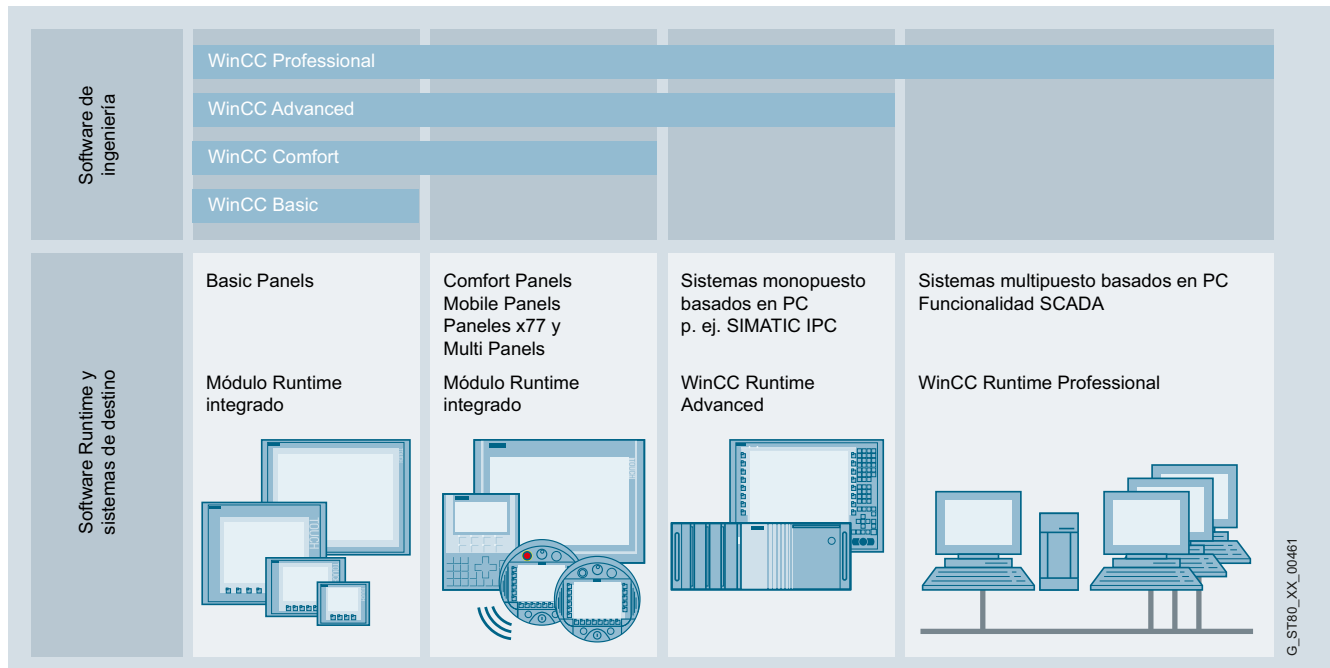 Software de
ingeniería
WinCC Professional
WinCC Advanced
WinCC Comfort
WinCC Basic
Software Runtime y
sistemas de destino
Basic Panels
Módulo Runtime
integrado
Comfort Panels
Mobile Panels
Paneles x77 y
Multi Panels
Módulo Runtime
integrado
Sistemas monopuesto
basados en PC
p. ej. SIMATIC IPC
WinCC Runtime
Advanced
Sistemas multipuesto basados en PC
Funcionalidad SCADA
WinCC Runtime Professional
TOUCH
TOUCH
G_ST80_XX_00461